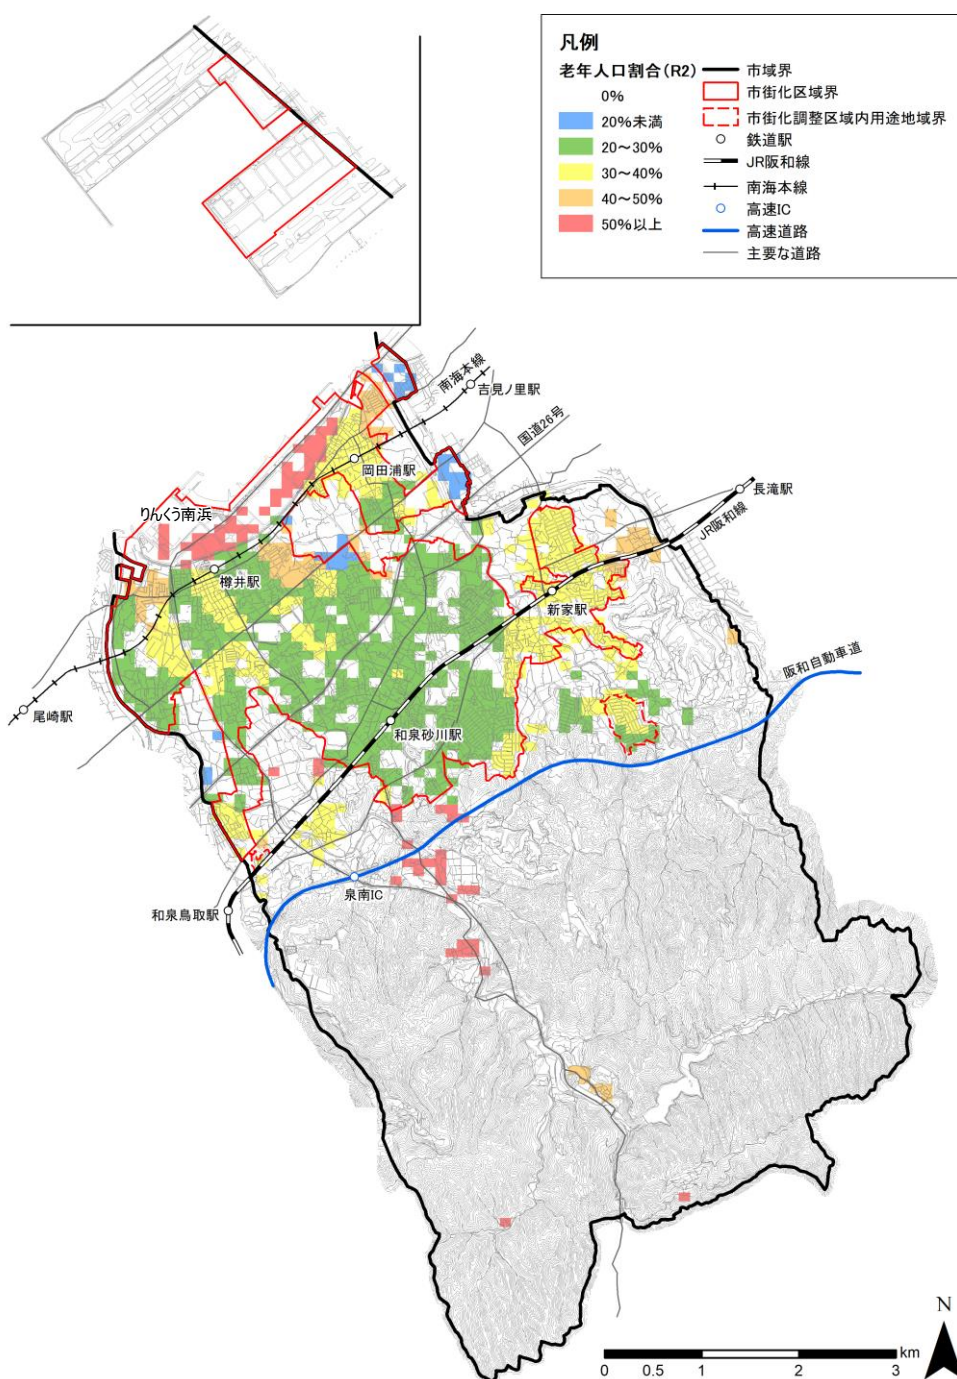 凡例
老年人口割合(R2)
0%
20%未満
20～30%
30～40%
40～50%
50%以上
市域界
市街化区域界
市街化調整区域内用途地域界
鉄道駅
JR阪和線
南海本線
高速IC
高速道路
主要な道路
南海本線
吉見ノ里駅
国道26号
岡田浦駅
長滝駅
JR阪和線
りんくう南浜
樽井駅
新家駅
阪和自動車道
尾崎駅
和泉砂川駅
泉南IC
和泉鳥取駅
N
km
0 0.5 1 2 3